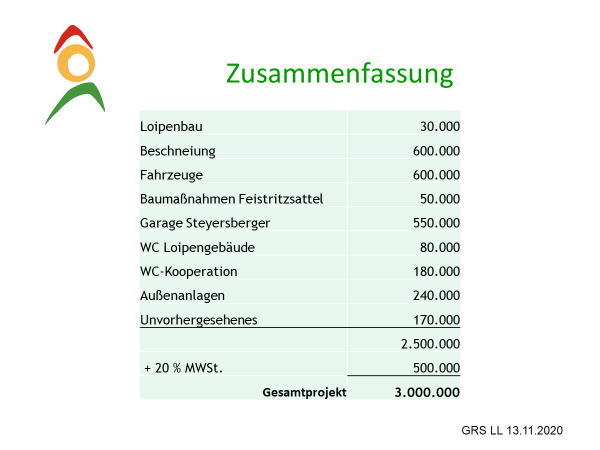 Zusammenfassung
Loipenbau 30.000
Beschneiung 600.000
Fahrzeuge 600.000
Baumaßnahmen Feistritzsattel 50.000
Garage Steyersberger 550.000
WC Loipengebäude 80.000
WC-Kooperation 180.000
Außenanlagen 240.000
Unvorhergesehenes 170.000
2.500.000
+ 20 % MWSt. 500.000
Gesamtprojekt 3.000.000
GRS LL 13.11.2020